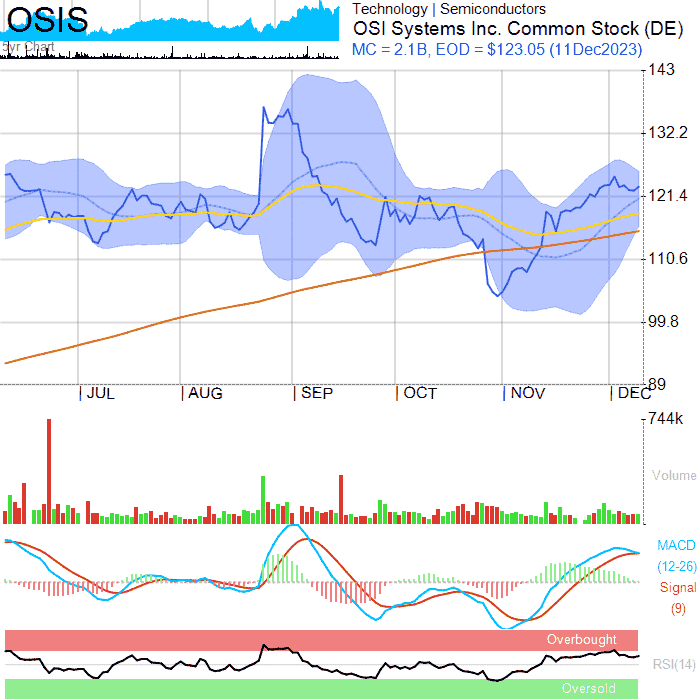 OSIS
5yr Chart
Technology | Semiconductors
OSI Systems Inc. Common Stock (DE)
MC = 2.1B, EOD = $123.05 (11Dec2023)
143
132.2
121.4
110.6
99.8
89
| JUL
| AUG
| SEP
| OCT
| NOV
| DEC
744k
Volume
MACD
(12-26)
Signal
(9)
Overbought
RSI(14)
Oversold